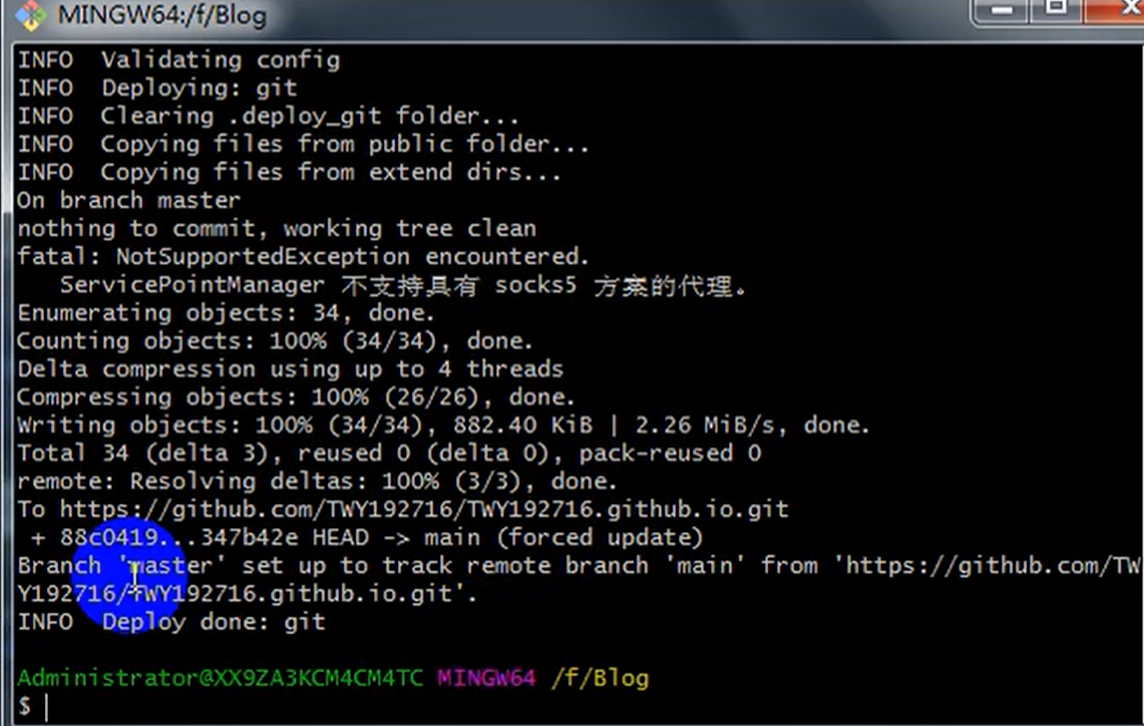 MINGW64:/f/Blog
INFO  Validating config
INFO  Deploying: git
INFO  Clearing .deploy_git folder...
INFO  Copying files from public folder...
INFO  Copying files from extend dirs...
On branch master
nothing to commit, working tree clean
fatal: NotSupportedException encountered.
   ServicePointManager 不支持具有 socks5 方案的代理。
Enumerating objects: 34, done.
Counting objects: 100% (34/34), done.
Delta compression using up to 4 threads
Compressing objects: 100% (26/26), done.
Writing objects: 100% (34/34), 882.40 KiB | 2.26 MiB/s, done.
Total 34 (delta 3), reused 0 (delta 0), pack-reused 0
remote: Resolving deltas: 100% (3/3), done.
To https://github.com/TWY192716/TWY192716.github.io.git
 + 88c0419...347b42e HEAD -> main (forced update)
Branch 'master' set up to track remote branch 'main' from 'https://github.com/TW
Y192716/TWY192716.github.io.git'.
INFO  Deploy done: git
Administrator@XX9ZA3KCM4CM4TC MINGW64 /f/Blog
$